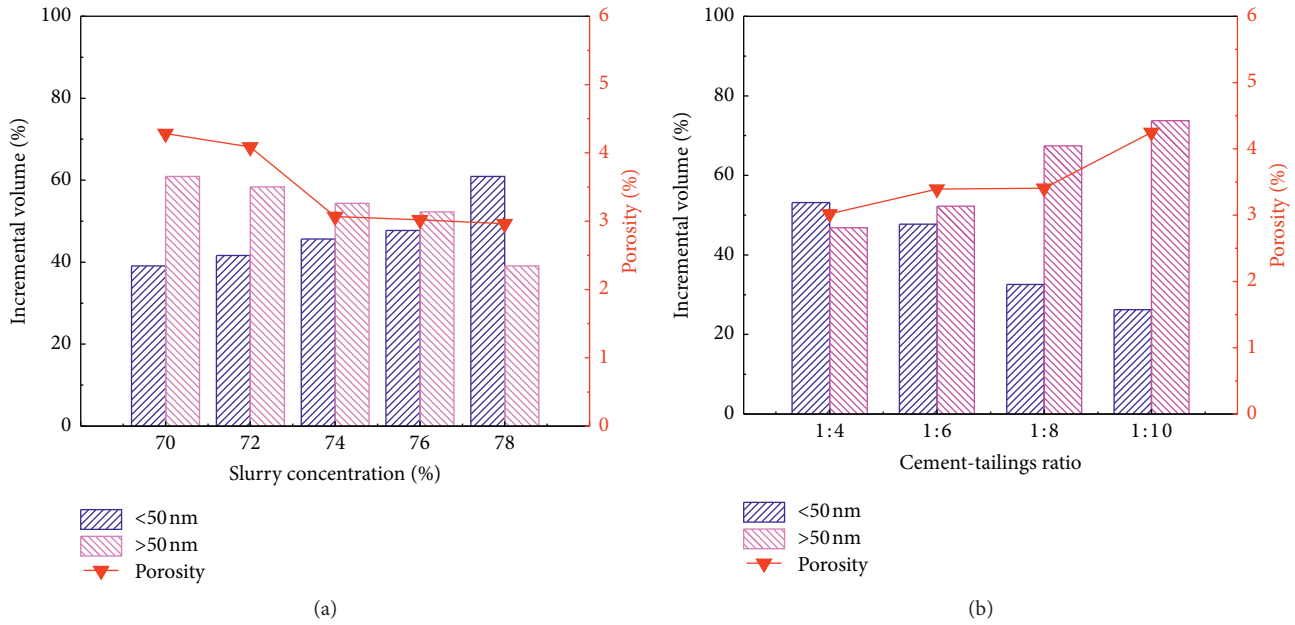 100
80
60
40
20
0
Incremental volume (%)
6
5
4
3
2
1
0
Porosity (%)
70 72 74 76 78
Slurry concentration (%)
<50 nm
>50 nm
Porosity
(a)
100
80
60
40
20
0
Incremental volume (%)
6
5
4
3
2
1
0
Porosity (%)
1:4 1:6 1:8 1:10
Cement-tailings ratio
<50 nm
>50 nm
Porosity
(b)